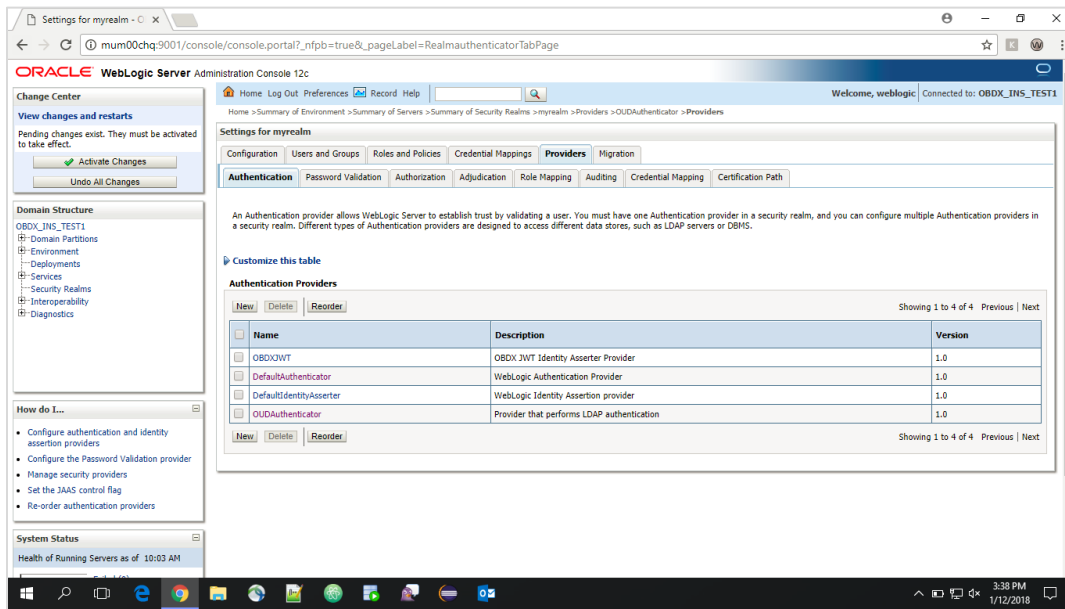 Settings for myrealm - O
mum00chq:9001/console/console.portal?_nfpb=true&_pageLabel=RealmauthenticatorTabPage
K
ORACLE WebLogic Server Administration Console 12c
Change Center
View changes and restarts
Pending changes exist. They must be activated
to take effect.
Activate Changes
Undo All Changes
Domain Structure
OBDX_INS_TEST1
Domain Partitions
Environment
Deployments
Services
Security Realms
Interoperability
Diagnostics
How do I...
Configure authentication and identity
assertion providers
Configure the Password Validation provider
Manage security providers
Set the JAAS control flag
Re-order authentication providers
System Status
Health of Running Servers as of 10:03 AM
Home Log Out Preferences Record Help
Welcome, weblogic Connected to: OBDX_INS_TEST1
Home >Summary of Environment >Summary of Servers >Summary of Security Realms >myrealm >Providers >OUDAuthenticator >Providers
Settings for myrealm
Configuration Users and Groups Roles and Policies Credential Mappings Providers Migration
Authentication Password Validation Authorization Adjudication Role Mapping Auditing Credential Mapping Certification Path
An Authentication provider allows WebLogic Server to establish trust by validating a user. You must have one Authentication provider in a security realm, and you can configure multiple Authentication providers in
a security realm. Different types of Authentication providers are designed to access different data stores, such as LDAP servers or DBMS.
Customize this table
Authentication Providers
New Delete Reorder Showing 1 to 4 of 4 Previous | Next
Name Description Version
OBDXJWT OBDX JWT Identity Asserter Provider 1.0
DefaultAuthenticator WebLogic Authentication Provider 1.0
DefaultIdentityAsserter WebLogic Identity Assertion provider 1.0
OUDAuthenticator Provider that performs LDAP authentication 1.0
New Delete Reorder Showing 1 to 4 of 4 Previous | Next
3:38 PM
1/12/2018